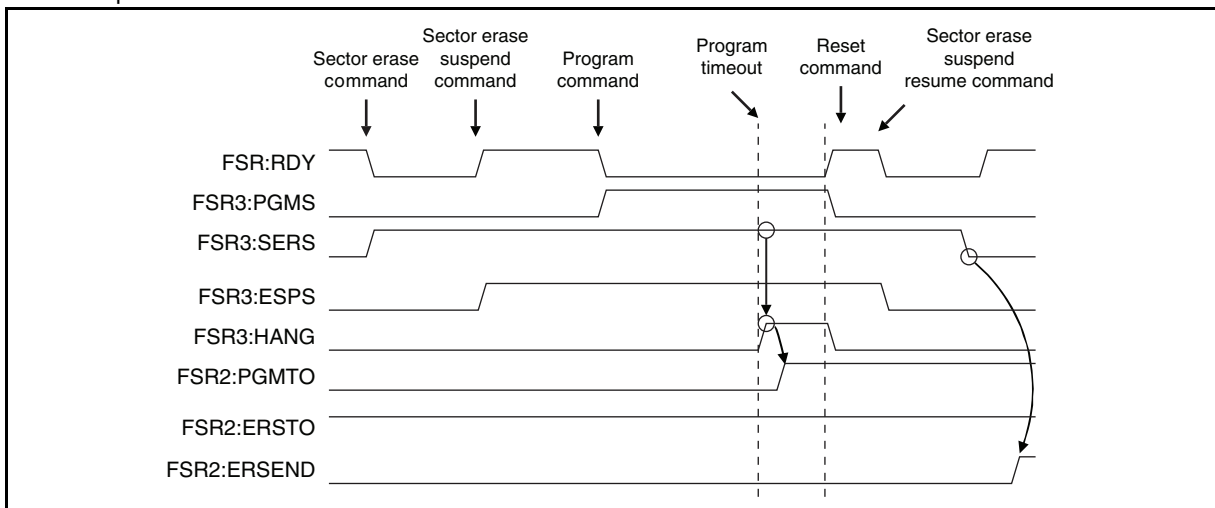 Sector erase
command
Sector erase
suspend
command
Program
command
Program
timeout
Reset
command
Sector erase
suspend
resume command
FSR:RDY
FSR3:PGMS
FSR3:SERS
FSR3:ESPS
FSR3:HANG
FSR2:PGMTO
FSR2:ERSTO
FSR2:ERSEND